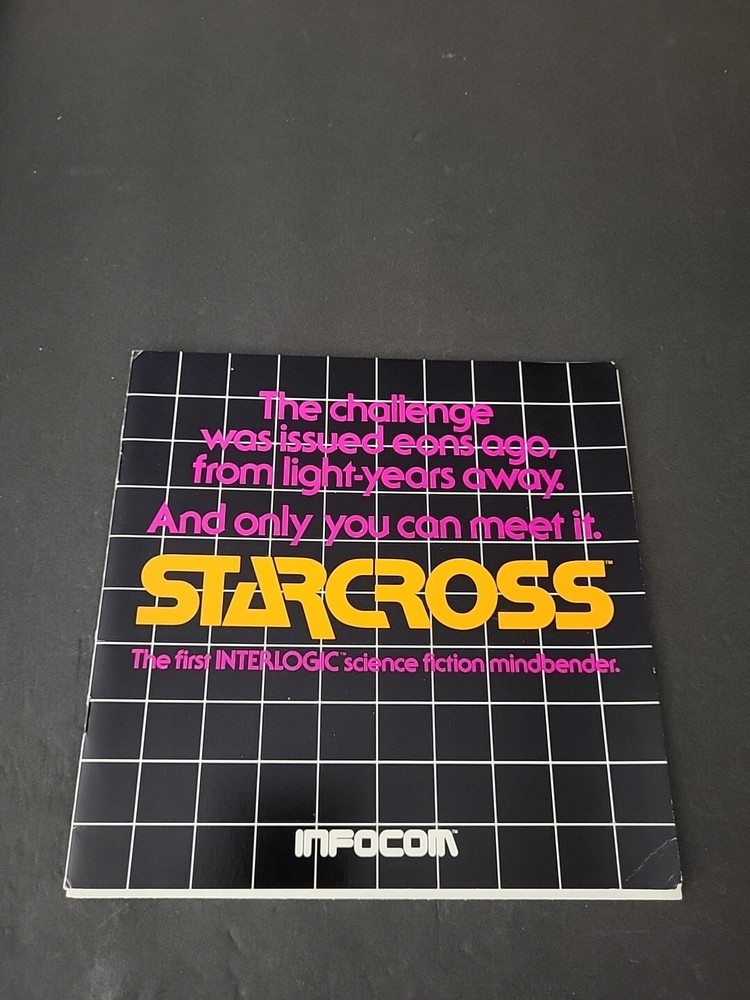 The challenge
was issued eons ago,
from light-years away.
And only you can meet it.
STARCROSS™
The first INTERLOGIC™ science fiction mindbender.
INFOCOM™